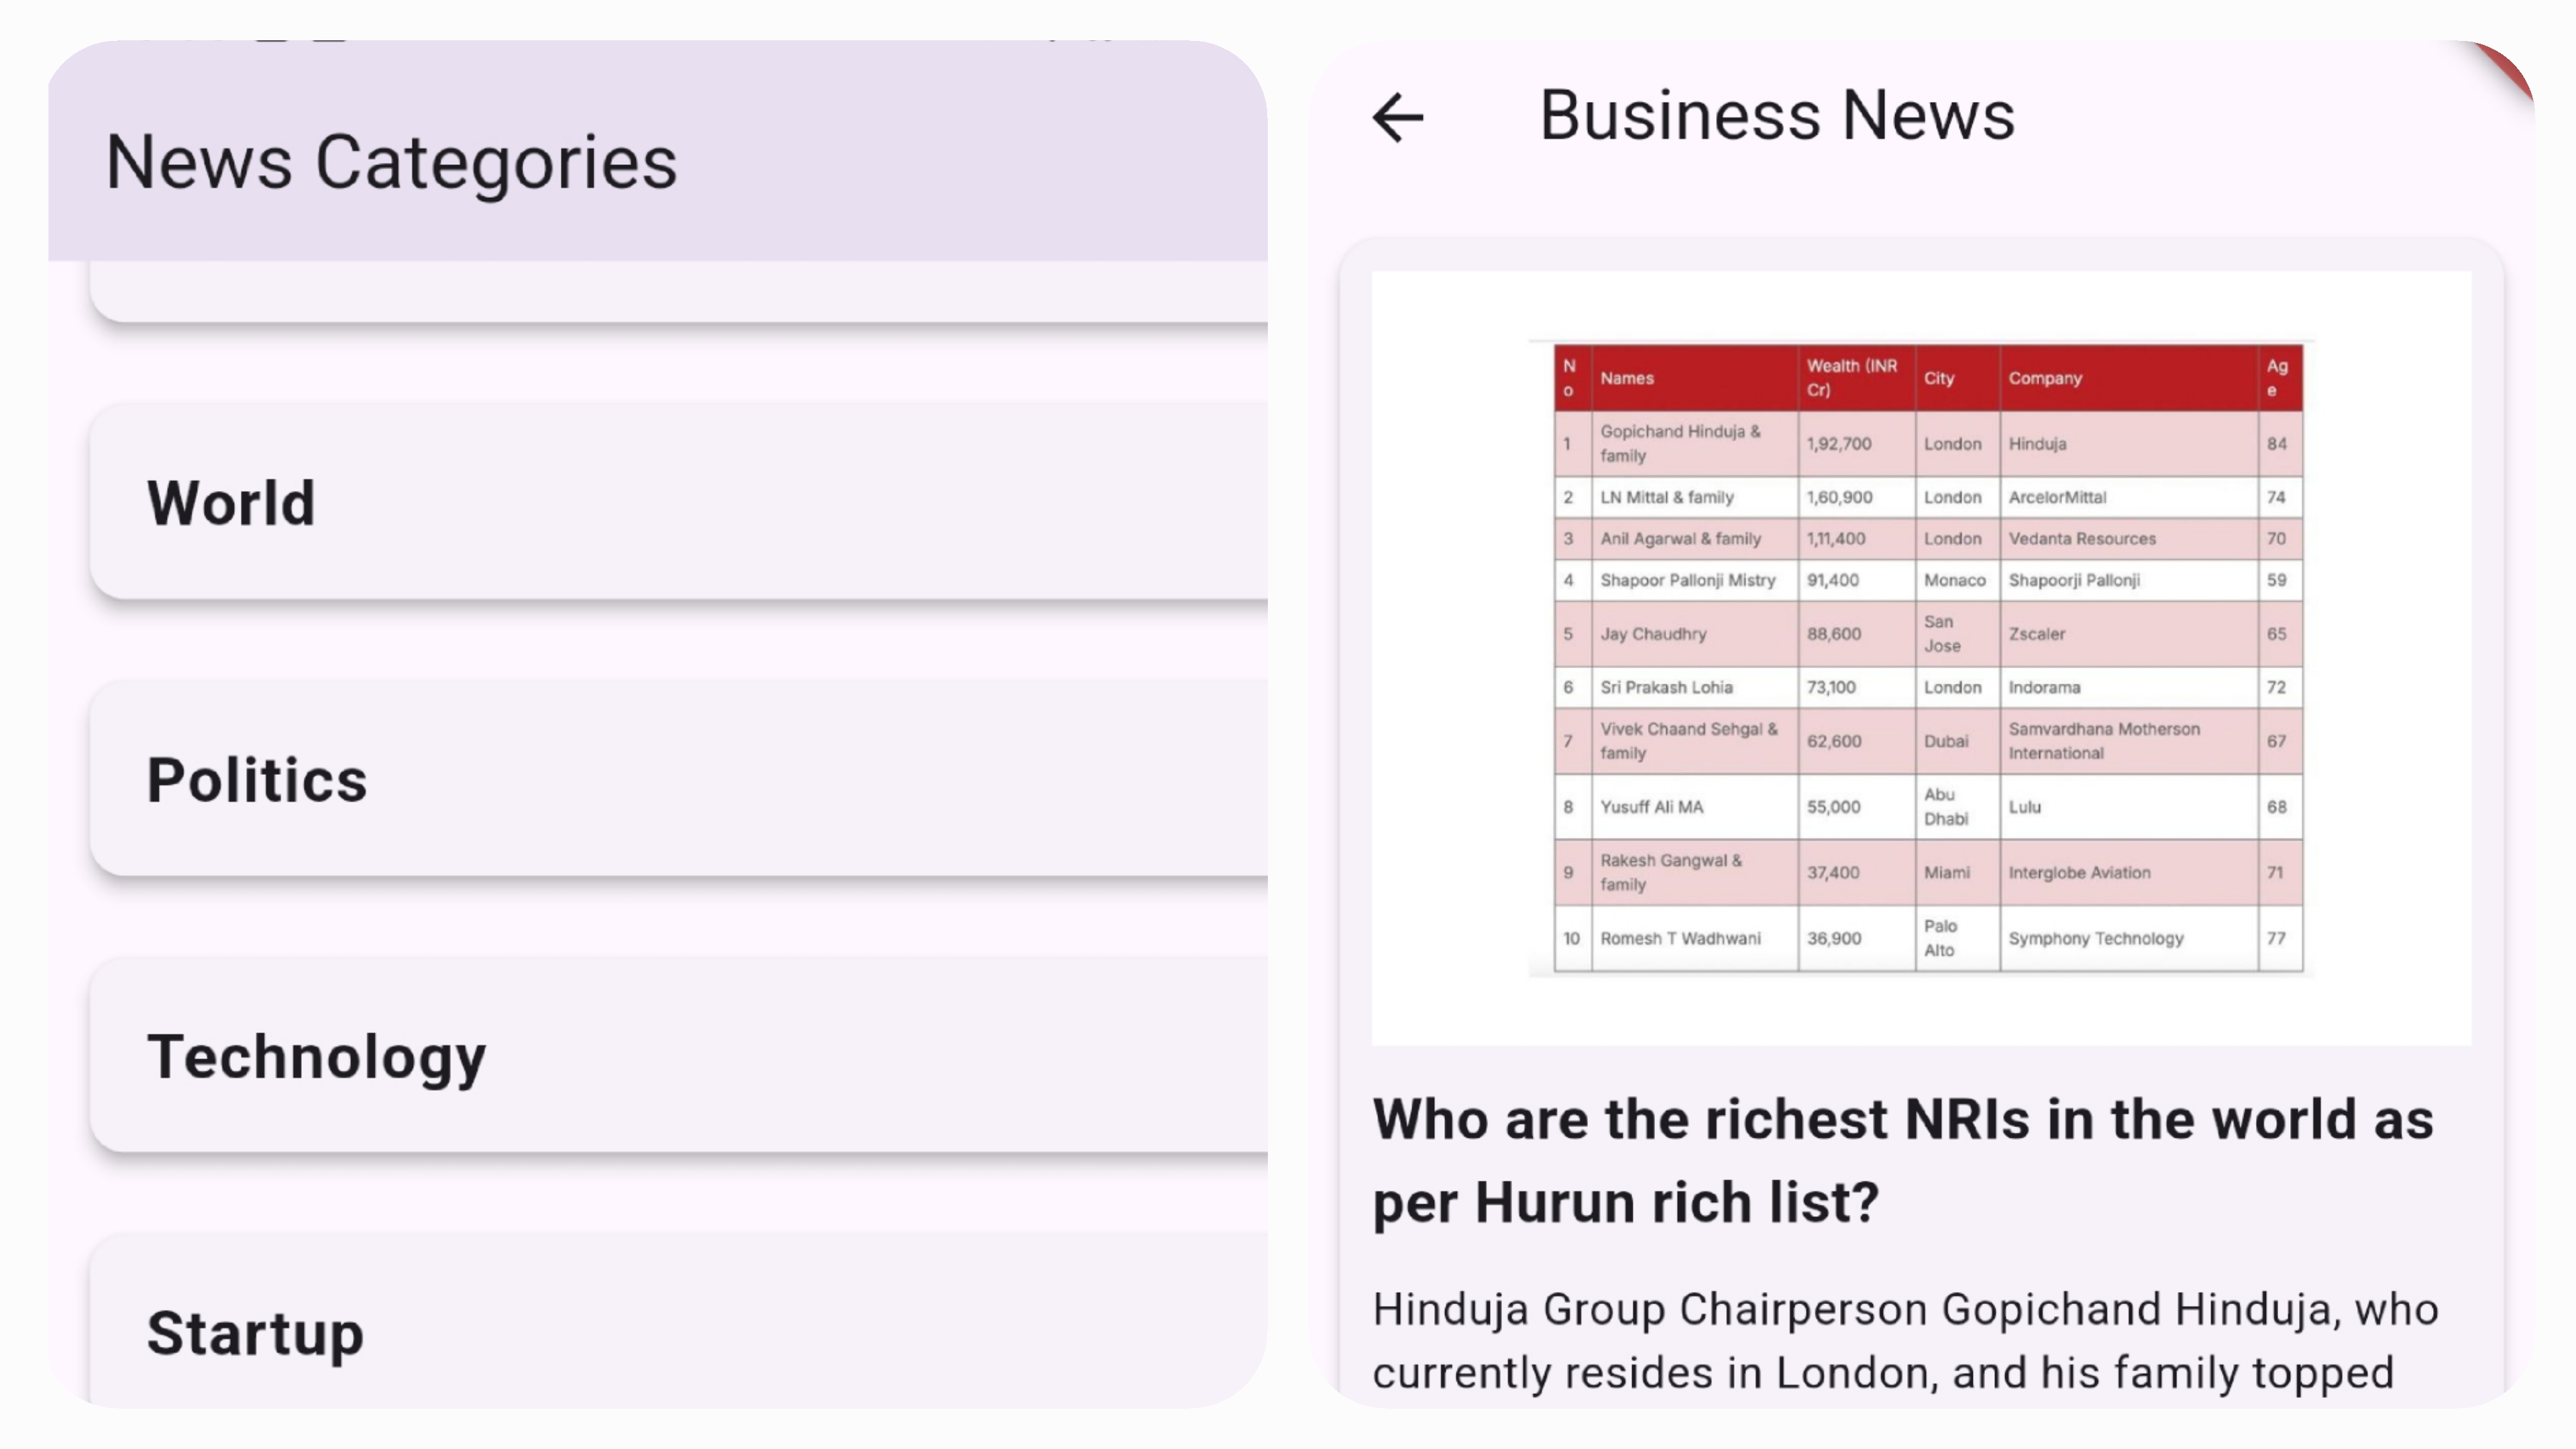 News Categories
World
Politics
Technology
Startup
Business News
No Names Wealth (INR Cr) City Company Age
1 Gopichand Hinduja & family 1,92,700 London Hinduja 84
2 LN Mittal & family 1,60,900 London ArcelorMittal 74
3 Anil Agarwal & family 1,11,400 London Vedanta Resources 70
4 Shapoor Pallonji Mistry 91,400 Monaco Shapoorji Pallonji 59
5 Jay Chaudhry 88,600 San Jose Zscaler 65
6 Sri Prakash Lohia 73,100 London Indorama 72
7 Vivek Chaand Sehgal & family 62,600 Dubai Samvardhana Motherson International 67
8 Yusuff Ali MA 55,000 Abu Dhabi Lulu 68
9 Rakesh Gangwal & family 37,400 Miami Interglobe Aviation 71
10 Romesh T Wadhwani 36,900 Palo Alto Symphony Technology 77
Who are the richest NRIs in the world as
per Hurun rich list?
Hinduja Group Chairperson Gopichand Hinduja, who
currently resides in London, and his family topped